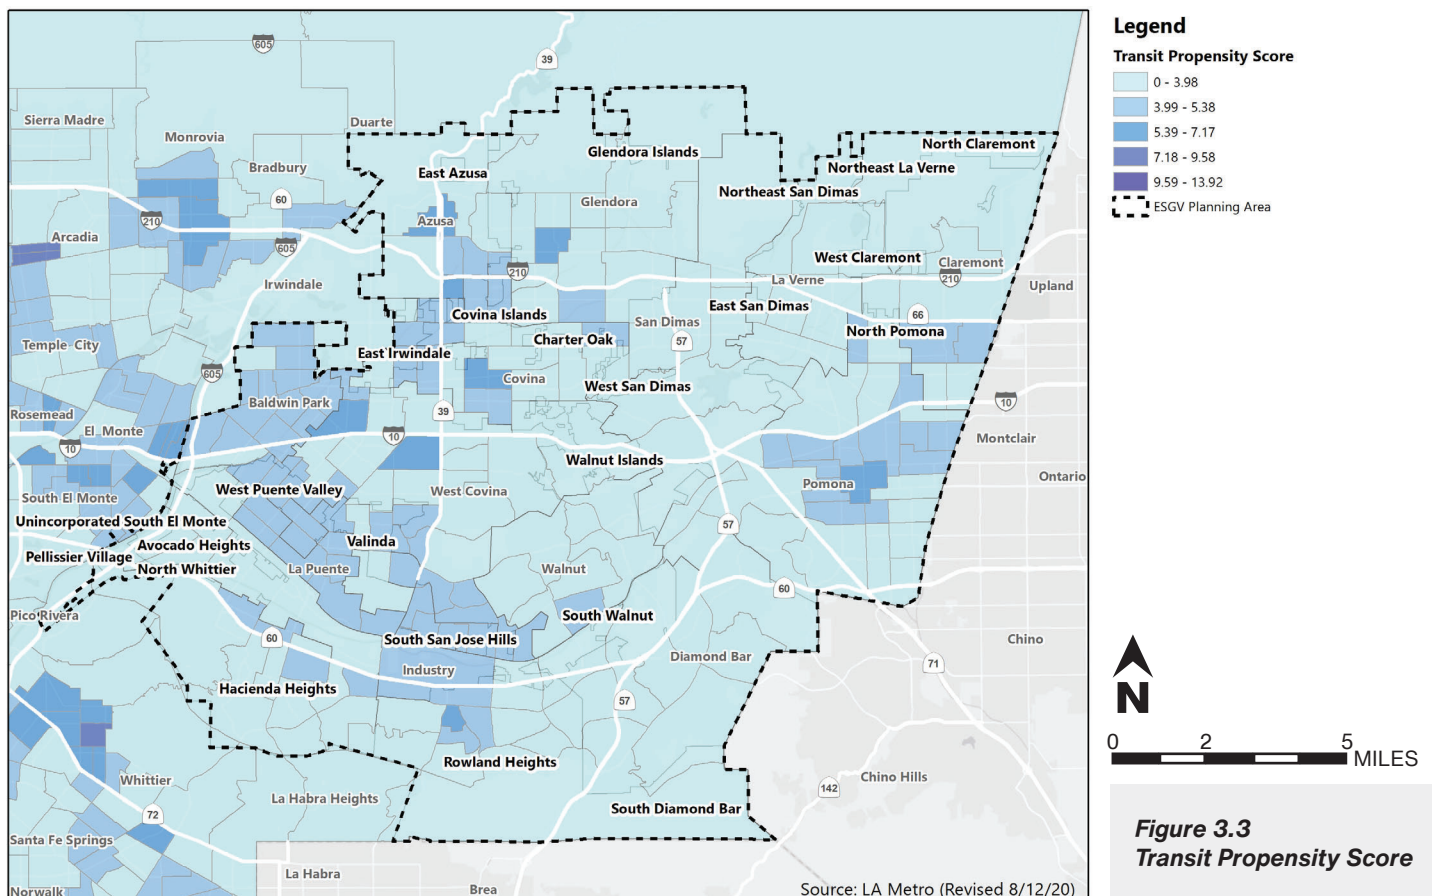 605
39
Sierra Madre
Duarte
Monrovia
North Claremont
Glendora Islands
Bradbury
Northeast La Verne
East Azusa
60
Northeast San Dimas
Glendora
210
Azusa
Arcadia
605
West Claremont
Claremont
210
La Verne
210
Irwindale
Upland
East San Dimas
Covina Islands
66
San Dimas
North Pomona
Charter Oak
57
Temple City
East Irwindale
605
Covina
West San Dimas
Baldwin Park
10
39
Rosemead
El Monte
10
Montclair
10
Walnut Islands
Ontario
Pomona
West Puente Valley
West Covina
South El Monte
Unincorporated South El Monte
57
Valinda
Avocado Heights
Pellissier Village
North Whittier
La Puente
Walnut
60
Pico Rivera
South Walnut
60
South San Jose Hills
Chino
Diamond Bar
71
Industry
Hacienda Heights
57
Rowland Heights
Whittier
Chino Hills
142
La Habra Heights
South Diamond Bar
72
Santa Fe Springs
La Habra
Norwalk
Brea
Source: LA Metro (Revised 8/12/20)
Legend
Transit Propensity Score
0 - 3.98
3.99 - 5.38
5.39 - 7.17
7.18 - 9.58
9.59 - 13.92
ESGV Planning Area
N
0 2 5
MILES
Figure 3.3
Transit Propensity Score